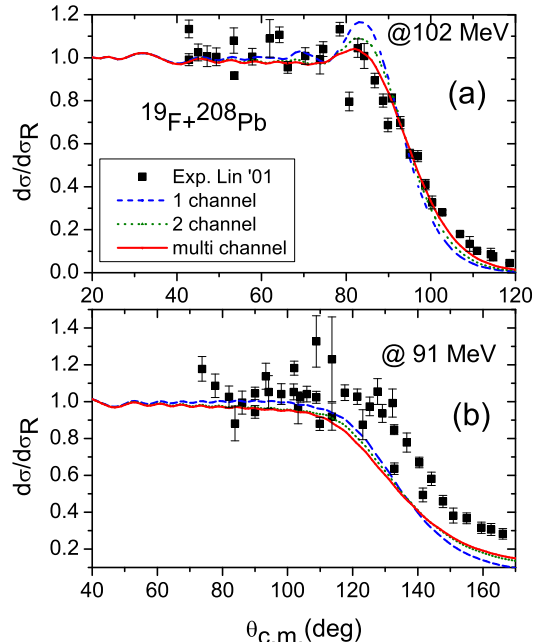 1.2
1.0
0.8
0.6
0.4
0.2
0.0
dσ/dσR
@102 MeV
(a)
19F+208Pb
Exp. Lin '01
1 channel
2 channel
multi channel
20 40 60 80 100 120
1.4
1.2
1.0
0.8
0.6
0.4
0.2
dσ/dσR
@ 91 MeV
(b)
40 60 80 100 120 140 160
θc.m.(deg)